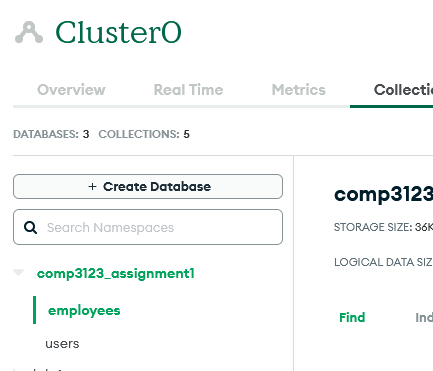 Cluster0
Overview Real Time Metrics Collecti
DATABASES: 3 COLLECTIONS: 5
+ Create Database
Search Namespaces
comp3123_assignment1
employees
users
comp3123
STORAGE SIZE: 36K
LOGICAL DATA SIZ
Find Ind